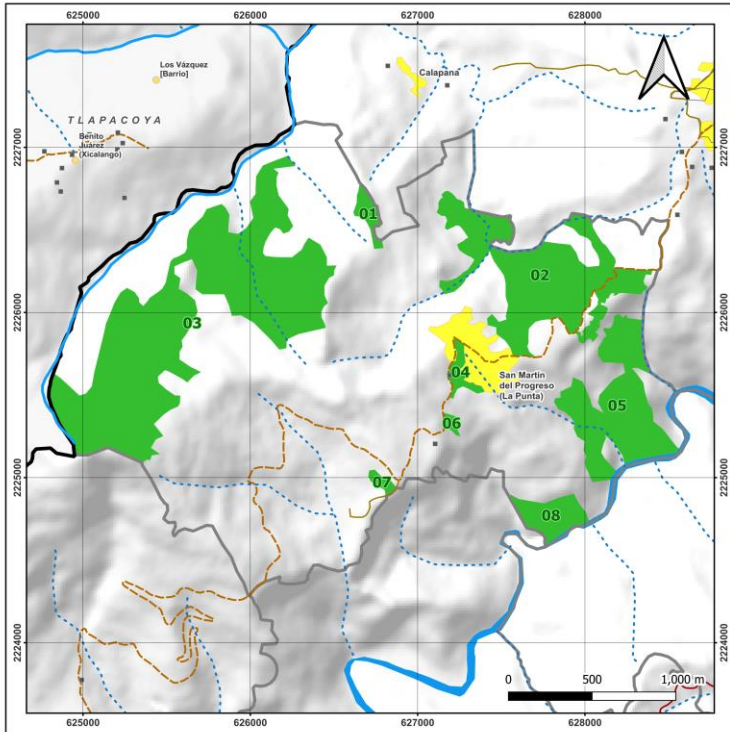 625000
626000
627000
628000
Los Vázquez
[Barrio]
Calapana
TLAPACOYA
Benito
Juárez
(Xicalango)
2227000
2227000
01
02
2226000
2226000
03
04
San Martín
del Progreso
(La Punta)
05
06
2225000
2225000
07
08
2224000
2224000
0
500
1,000 m
625000
626000
627000
628000